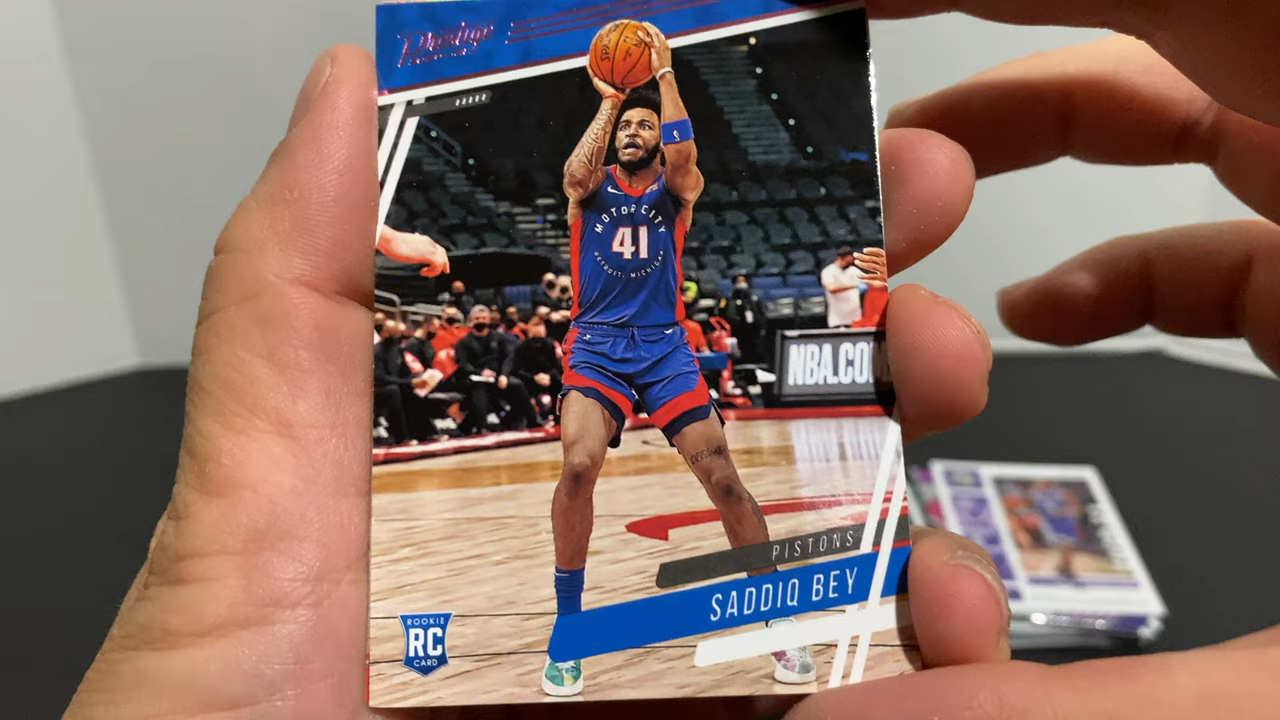 Prestige
MOTOR CITY
41
DETROIT, MICHIGAN
NBA.CO
PISTONS
SADDIQ BEY
ROOKIE
RC
CARD